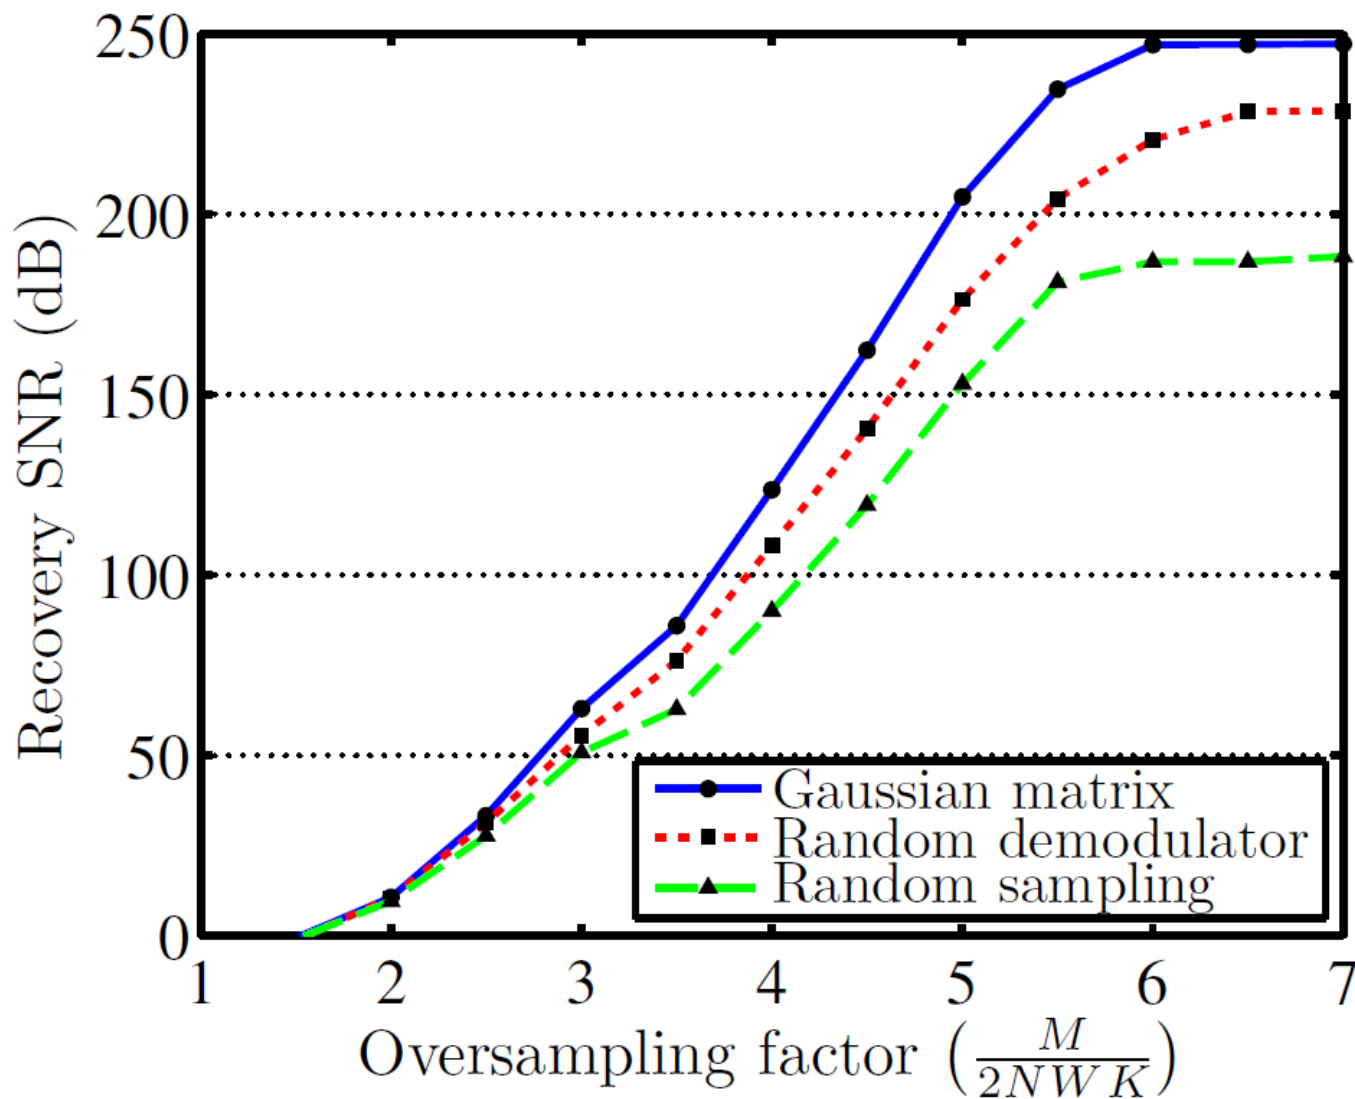 250
200
150
100
50
0
Recovery SNR (dB)
Gaussian matrix
Random demodulator
Random sampling
1 2 3 4 5 6 7
Oversampling factor (M/2NWK)